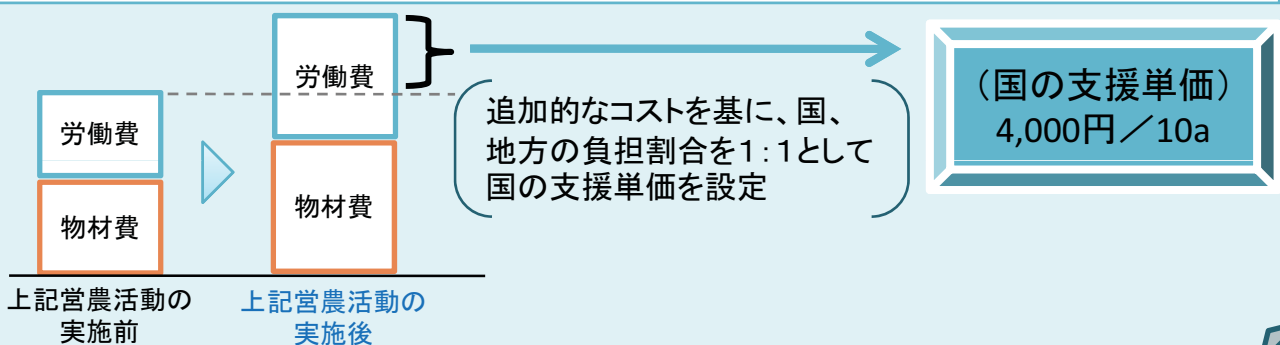 労働費
物材費
上記営農活動の
実施前
労働費
物材費
上記営農活動の
実施後
追加的なコストを基に、国、
地方の負担割合を1:1として
国の支援単価を設定
(国の支援単価)
4,000円/10a